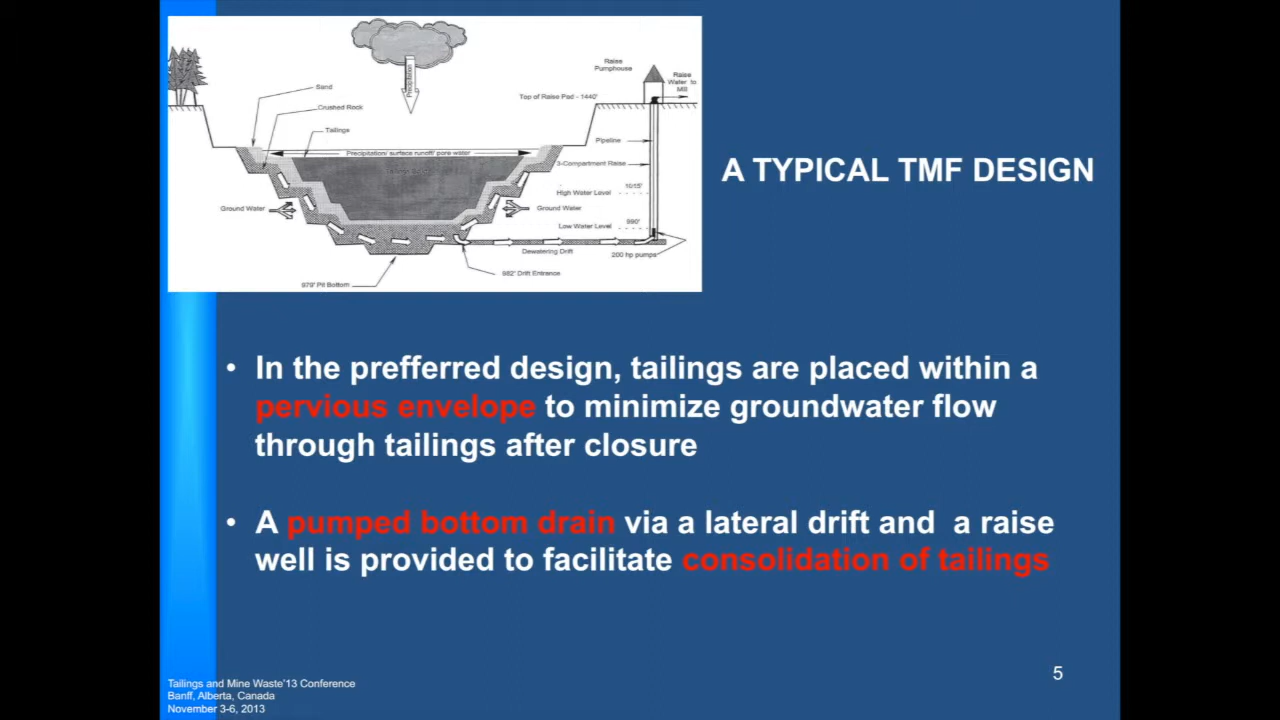 Sand
Crushed Rock
Tailings
Precipitation
Precipitation/ surface runoff/ pore water
Ground Water
Ground Water
979' Pit Bottom
982' Drift Entrance
Dewatering Drift
200 hp pumps
Raise
Pumphouse
Raise
Water to
Mill
Top of Raise Pad - 1440'
Pipeline
3-Compartment Raise
1015'
High Water Level
990'
Low Water Level
A TYPICAL TMF DESIGN
• In the prefferred design, tailings are placed within a
pervious envelope to minimize groundwater flow
through tailings after closure
• A pumped bottom drain via a lateral drift and a raise
well is provided to facilitate consolidation of tailings
5
Tailings and Mine Waste'13 Conference
Banff, Alberta, Canada
November 3-6, 2013